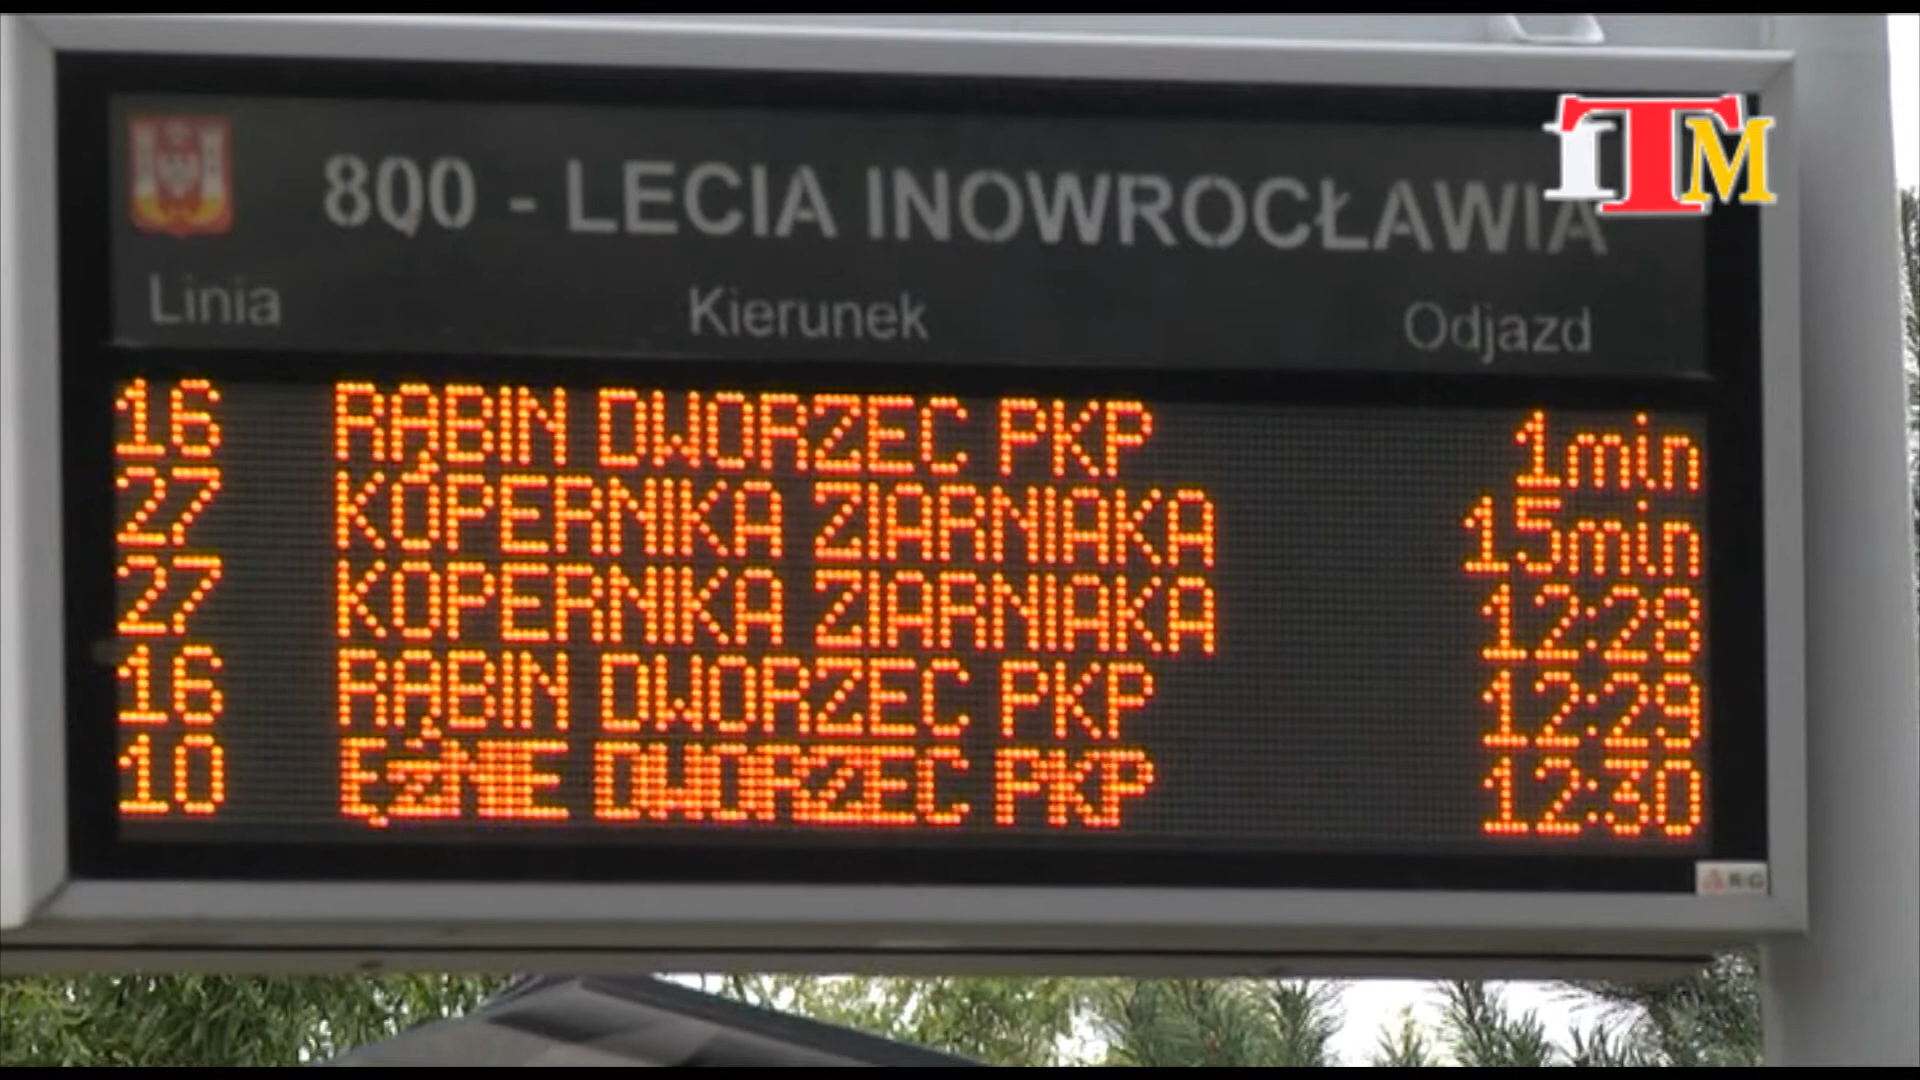 ITM
800 - LECIA INOWROCŁAWIA
Linia Kierunek Odjazd
16 RĄBIN DWORZEC PKP 1min
27 KOPERNIKA ZIARNIAKA 15min
27 KOPERNIKA ZIARNIAKA 12:28
16 RĄBIN DWORZEC PKP 12:29
10 DWORZEC PKP 12:30